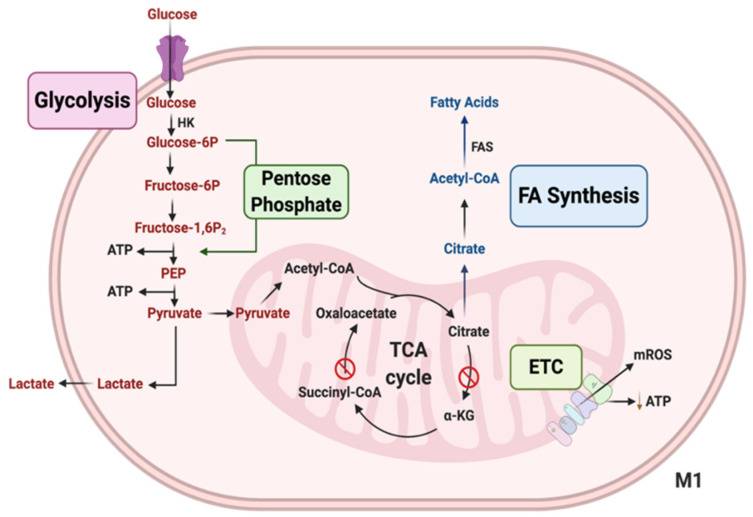 Glucose
Glycolysis
Glucose
HK
Glucose-6P
Fructose-6P
Fructose-1,6P₂
ATP
PEP
ATP
Pyruvate
Pyruvate
Lactate
Lactate
Pentose
Phosphate
Fatty Acids
FAS
Acetyl-CoA
FA Synthesis
Citrate
Acetyl-CoA
Oxaloacetate
Citrate
TCA
cycle
Succinyl-CoA
α-KG
ETC
mROS
ATP
M1